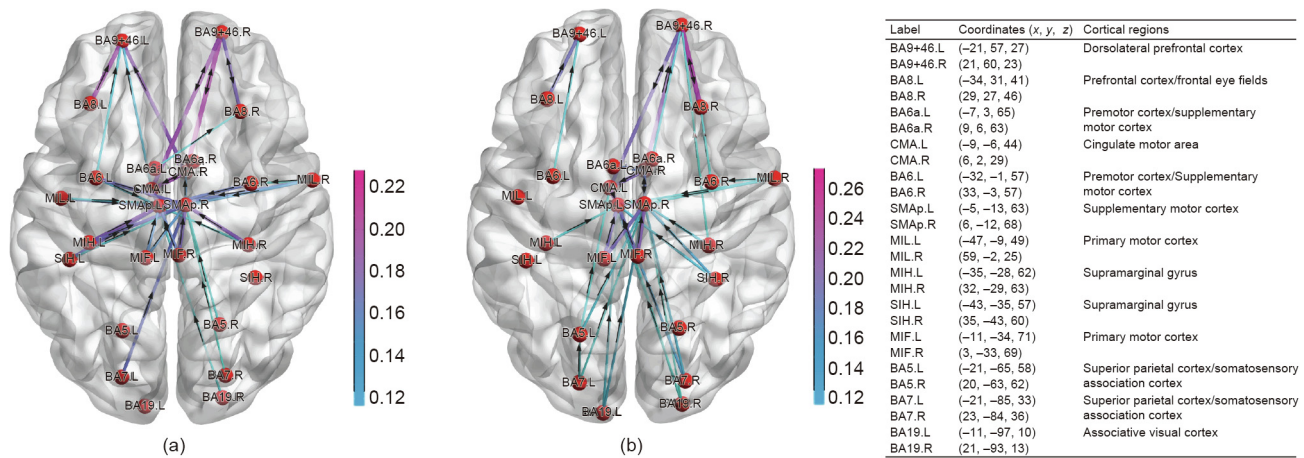 BA9+46.L
BA9+46.R
BA8.L
BA8.R
BA6a.L
BA6a.R
CMA.L
CMA.R
BA6.L
BA6.R
MIL.L
MIL.R
SMAp.L
SMAp.R
MIH.L
MIH.R
SIH.L
SIH.R
MIF.L
MIF.R
BA5.L
BA5.R
BA7.L
BA7.R
BA19.L
BA19.R
0.22
0.20
0.18
0.16
0.14
0.12
(a)
BA9+46.L
BA9+46.R
BA8.L
BA8.R
BA6a.L
BA6a.R
CMA.L
CMA.R
BA6.L
BA6.R
MIL.L
MIL.R
SMAp.L
SMAp.R
MIH.L
MIH.R
SIH.L
SIH.R
MIF.L
MIF.R
BA5.L
BA5.R
BA7.L
BA7.R
BA19.L
BA19.R
0.26
0.24
0.22
0.20
0.18
0.16
0.14
0.12
(b)
Label Coordinates (x, y, z) Cortical regions
BA9+46.L (–21, 57, 27) Dorsolateral prefrontal cortex
BA9+46.R (21, 60, 23)
BA8.L (–34, 31, 41) Prefrontal cortex/frontal eye fields
BA8.R (29, 27, 46)
BA6a.L (–7, 3, 65) Premotor cortex/supplementary
BA6a.R (9, 6, 63) motor cortex
CMA.L (–9, –6, 44) Cingulate motor area
CMA.R (6, 2, 29)
BA6.L (–32, –1, 57) Premotor cortex/Supplementary
BA6.R (33, –3, 57) motor cortex
SMAp.L (–5, –13, 63) Supplementary motor cortex
SMAp.R (6, –12, 68)
MIL.L (–47, –9, 49) Primary motor cortex
MIL.R (59, –2, 25)
MIH.L (–35, –28, 62) Supramarginal gyrus
MIH.R (32, –29, 63)
SIH.L (–43, –35, 57) Supramarginal gyrus
SIH.R (35, –43, 60)
MIF.L (–11, –34, 71) Primary motor cortex
MIF.R (3, –33, 69)
BA5.L (–21, –65, 58) Superior parietal cortex/somatosensory
BA5.R (20, –63, 62) association cortex
BA7.L (–21, –85, 33) Superior parietal cortex/somatosensory
BA7.R (23, –84, 36) association cortex
BA19.L (–11, –97, 10) Associative visual cortex
BA19.R (21, –93, 13)